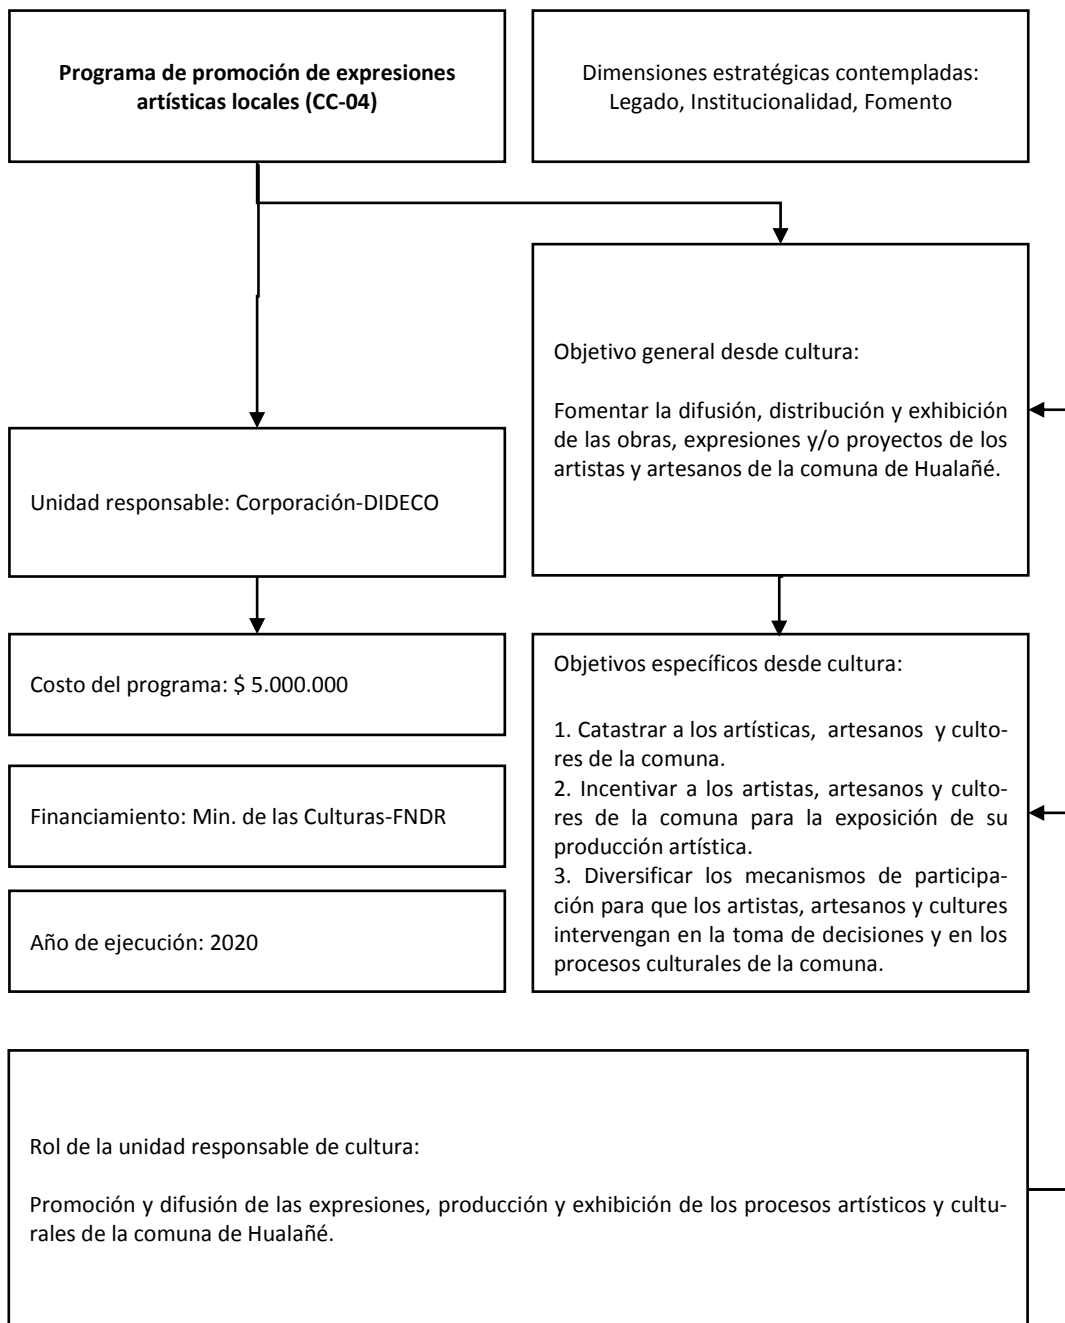 Programa de promoción de expresiones
artísticas locales (CC-04)
Dimensiones estratégicas contempladas:
Legado, Institucionalidad, Fomento
Objetivo general desde cultura:
Fomentar la difusión, distribución y exhibición
de las obras, expresiones y/o proyectos de los
artistas y artesanos de la comuna de Hualañé.
Unidad responsable: Corporación-DIDECO
Costo del programa: $ 5.000.000
Financiamiento: Min. de las Culturas-FNDR
Año de ejecución: 2020
Objetivos específicos desde cultura:
1. Catastrar a los artísticas, artesanos y culto-
res de la comuna.
2. Incentivar a los artistas, artesanos y culto-
res de la comuna para la exposición de su
producción artística.
3. Diversificar los mecanismos de participa-
ción para que los artistas, artesanos y cultures
intervengan en la toma de decisiones y en los
procesos culturales de la comuna.
Rol de la unidad responsable de cultura:
Promoción y difusión de las expresiones, producción y exhibición de los procesos artísticos y cultu-
rales de la comuna de Hualañé.